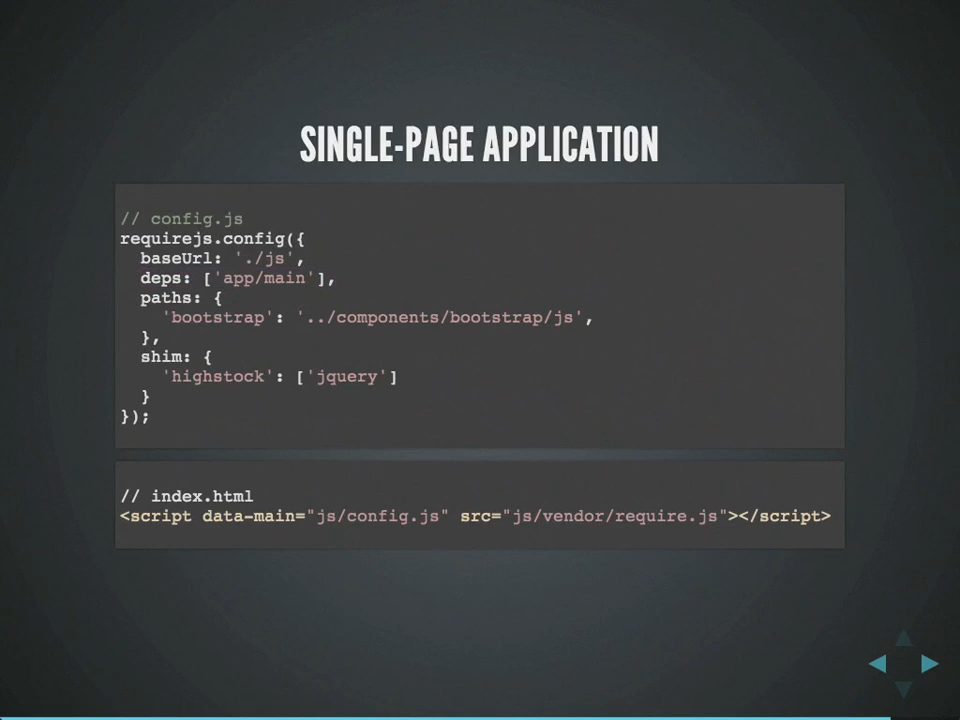 SINGLE-PAGE APPLICATION
// config.js
requirejs.config({
  baseUrl: './js',
  deps: ['app/main'],
  paths: {
    'bootstrap': '../components/bootstrap/js',
  },
  shim: {
    'highstock': ['jquery']
  }
});
// index.html
<script data-main="js/config.js" src="js/vendor/require.js"></script>